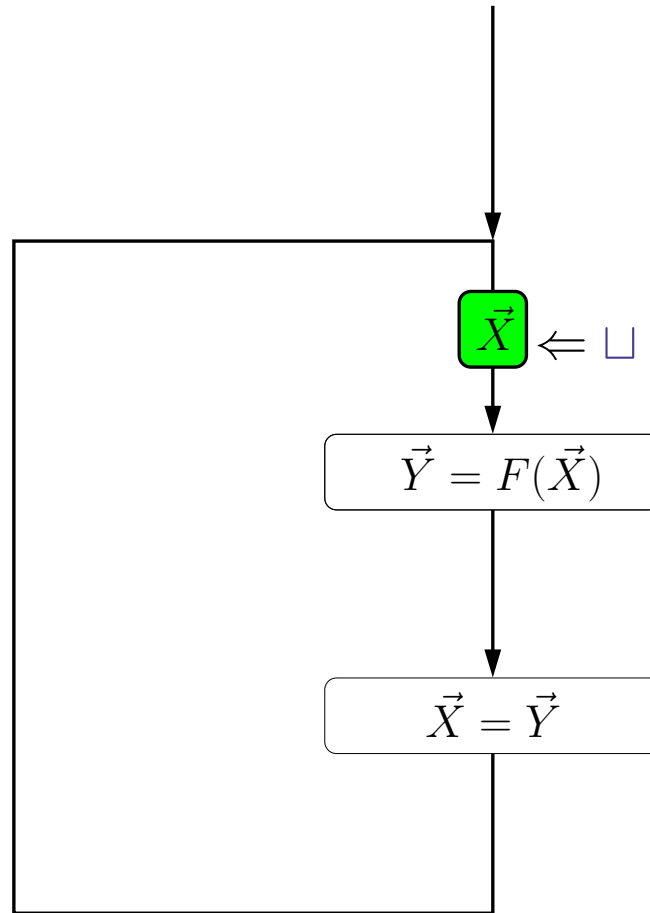 X⃗ ⇐ ⊔
Y⃗ = F(X⃗)
X⃗ = Y⃗